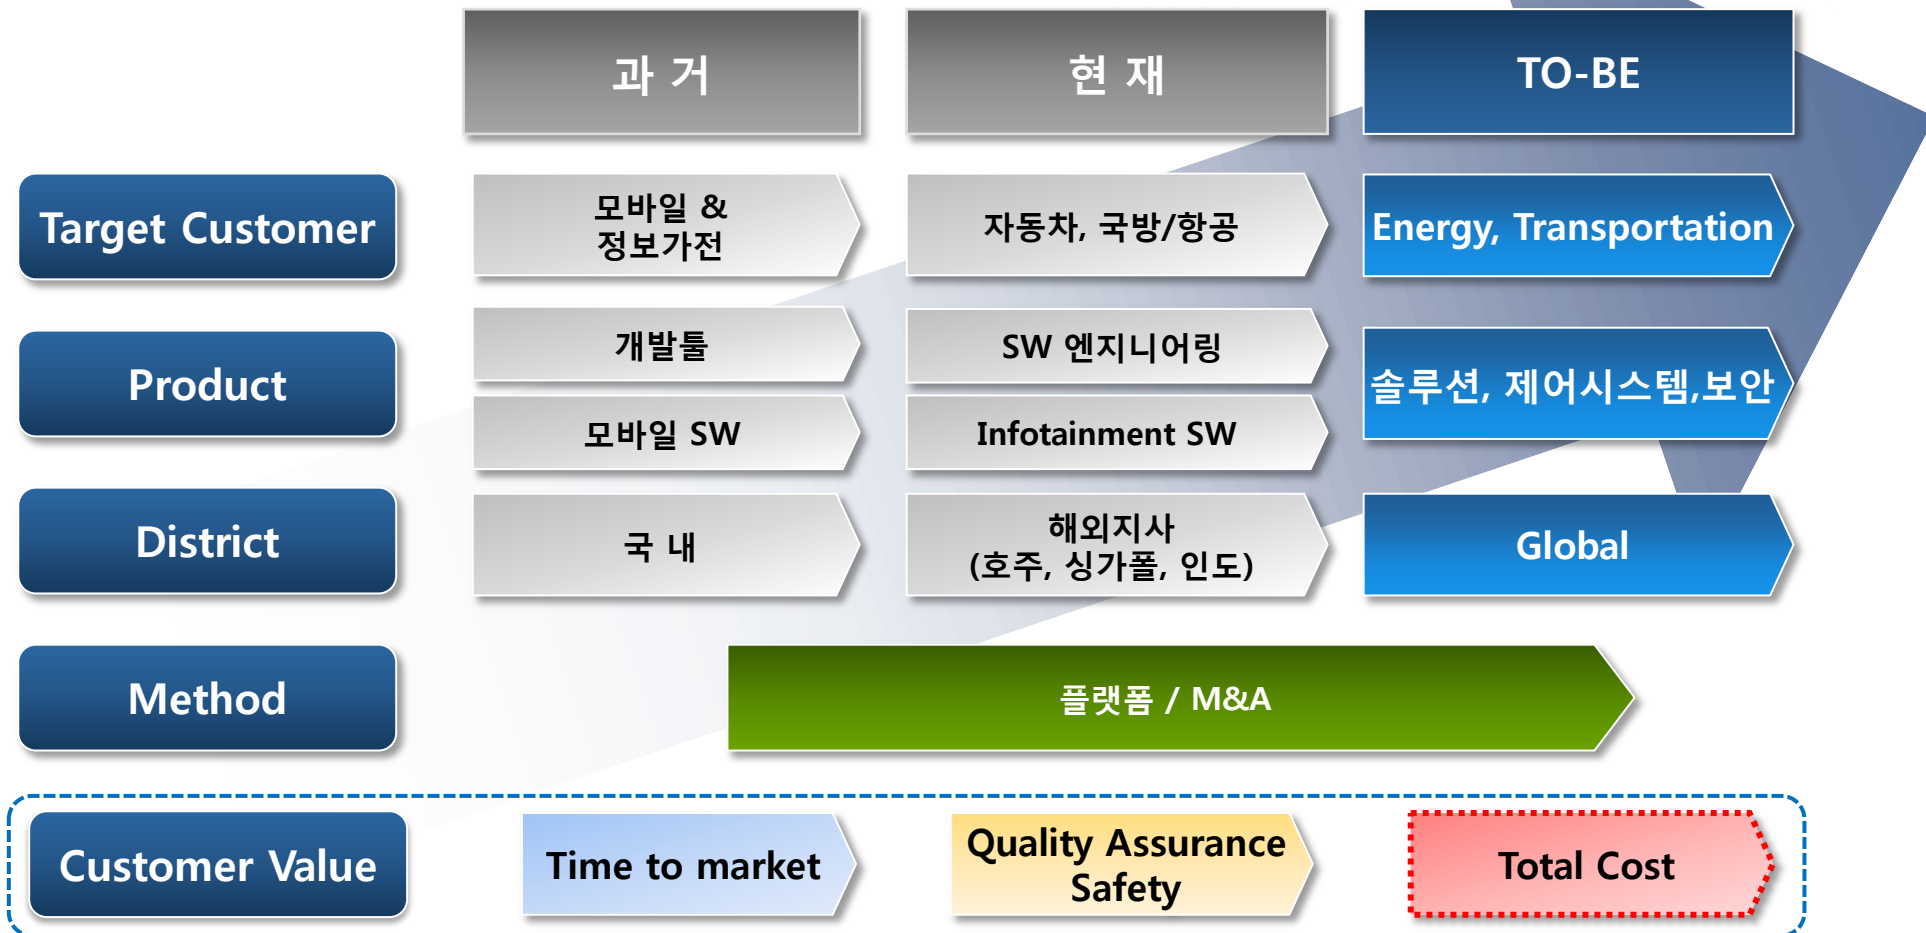 과 거
현 재
TO-BE
Target Customer
모바일 &
정보가전
자동차, 국방/항공
Energy, Transportation
Product
개발툴
SW 엔지니어링
솔루션, 제어시스템,보안
모바일 SW
Infotainment SW
District
국 내
해외지사
(호주, 싱가폴, 인도)
Global
Method
플랫폼 / M&A
Customer Value
Time to market
Quality Assurance
Safety
Total Cost